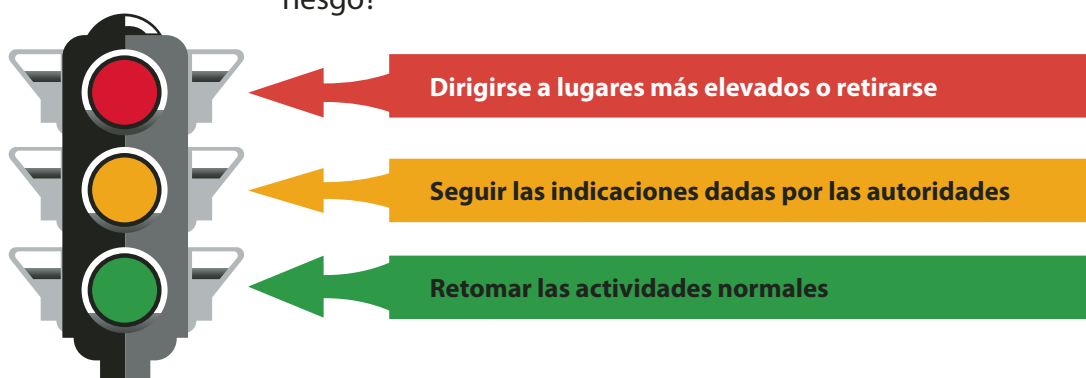 riesgo?
Dirigirse a lugares más elevados o retirarse
Seguir las indicaciones dadas por las autoridades
Retomar las actividades normales